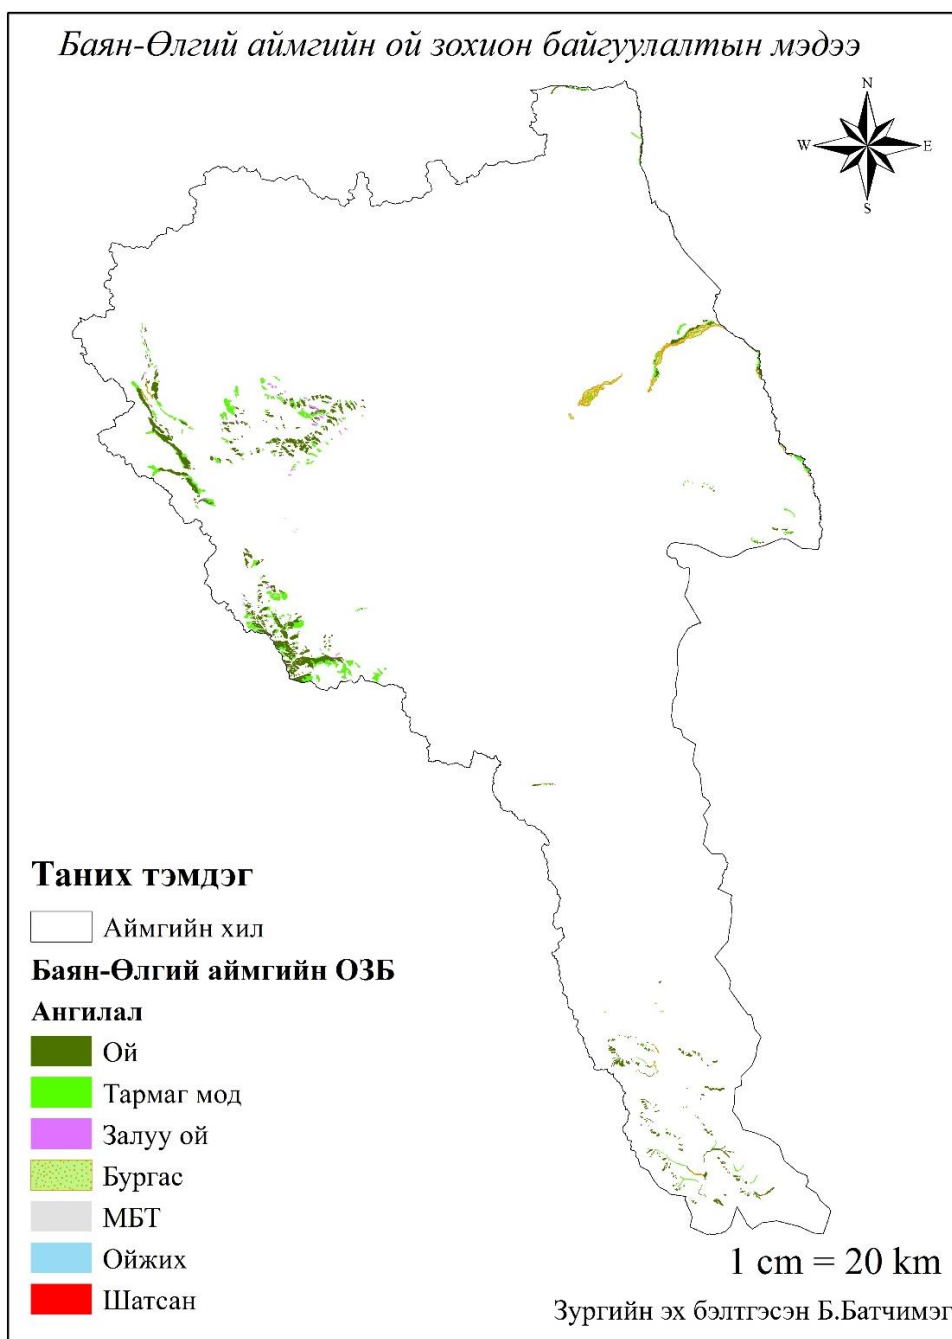 Баян-Өлгий аймгийн ой зохион байгуулалтын мэдээ
N
W
E
S
Таних тэмдэг
Аймгийн хил
Баян-Өлгий аймгийн ОЗБ
Ангилал
Ой
Тармаг мод
Залуу ой
Бургас
МБТ
Ойжих
Шатсан
1 cm = 20 km
Зургийн эх бэлтгэсэн Б.Батчимэг